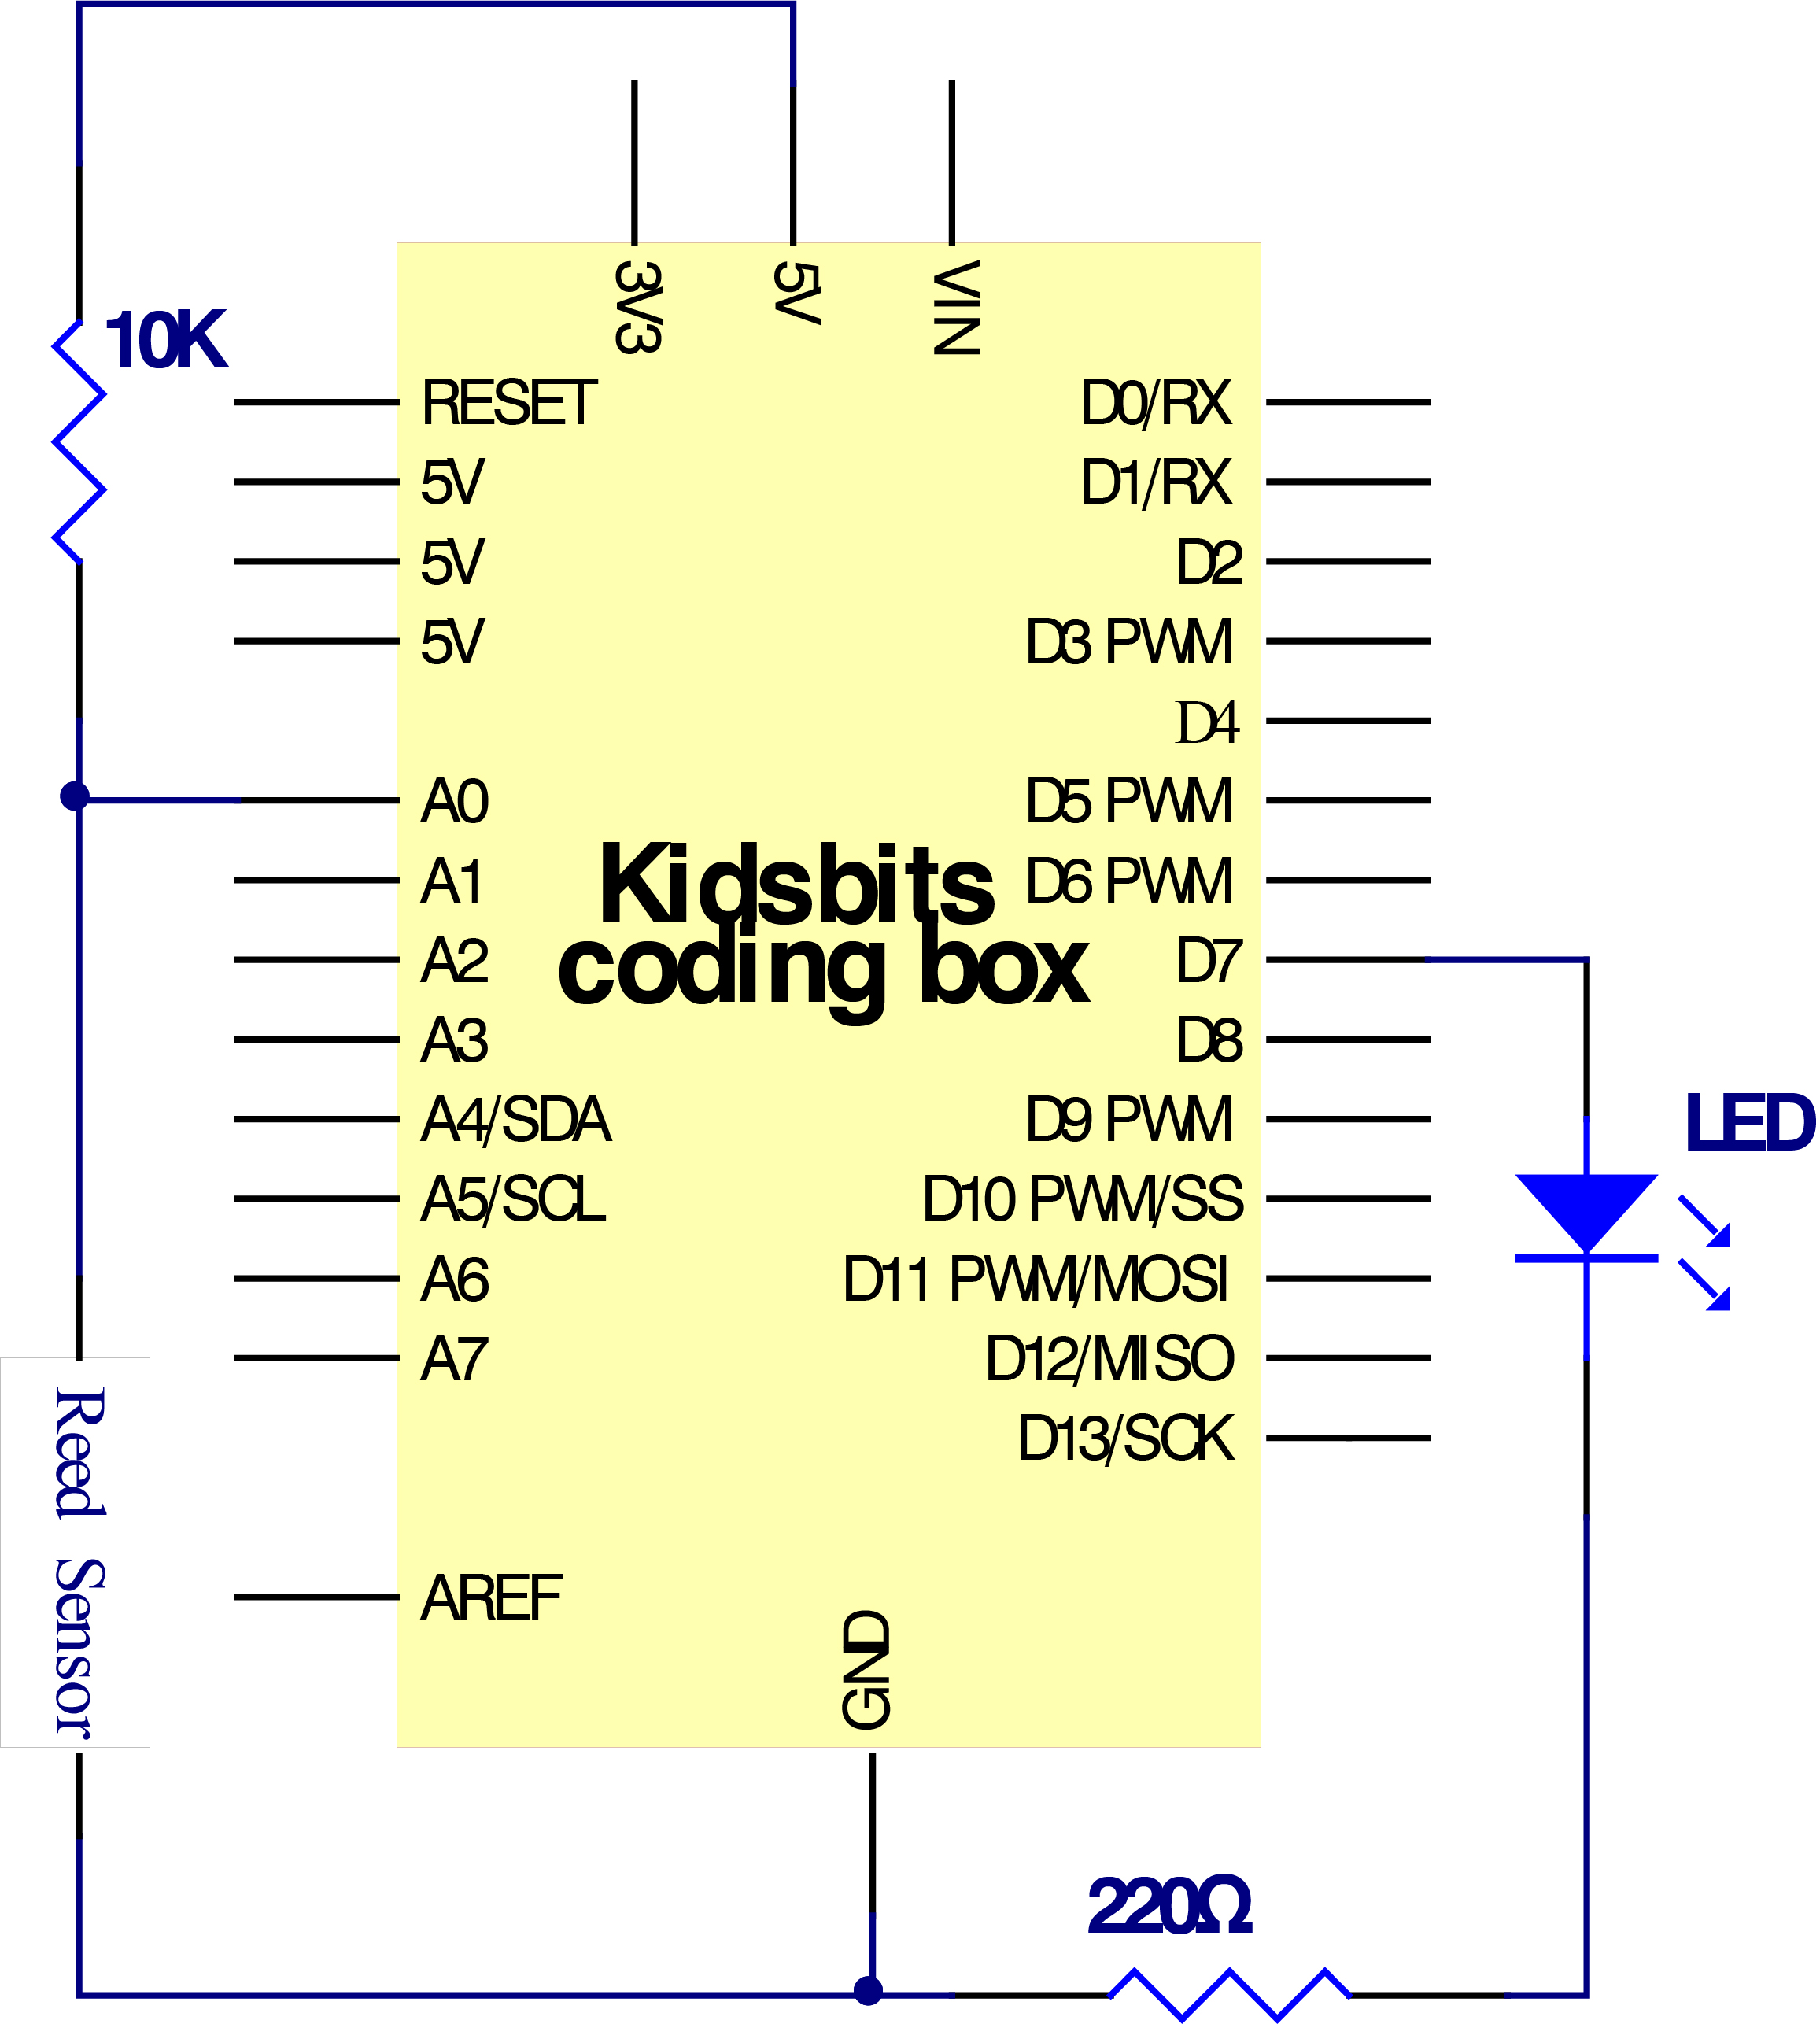 3V3
5V
VIN
10K
RESET
5V
5V
5V
A0
A1
A2
A3
A4/SDA
A5/SCL
A6
A7
AREF
Kidsbits
coding box
D0/RX
D1/RX
D2
D3 PWM
D4
D5 PWM
D6 PWM
D7
D8
D9 PWM
D10 PWM/SS
D11 PWM/MOSI
D12/MISO
D13/SCK
LED
Reed Sensor
GND
220Ω